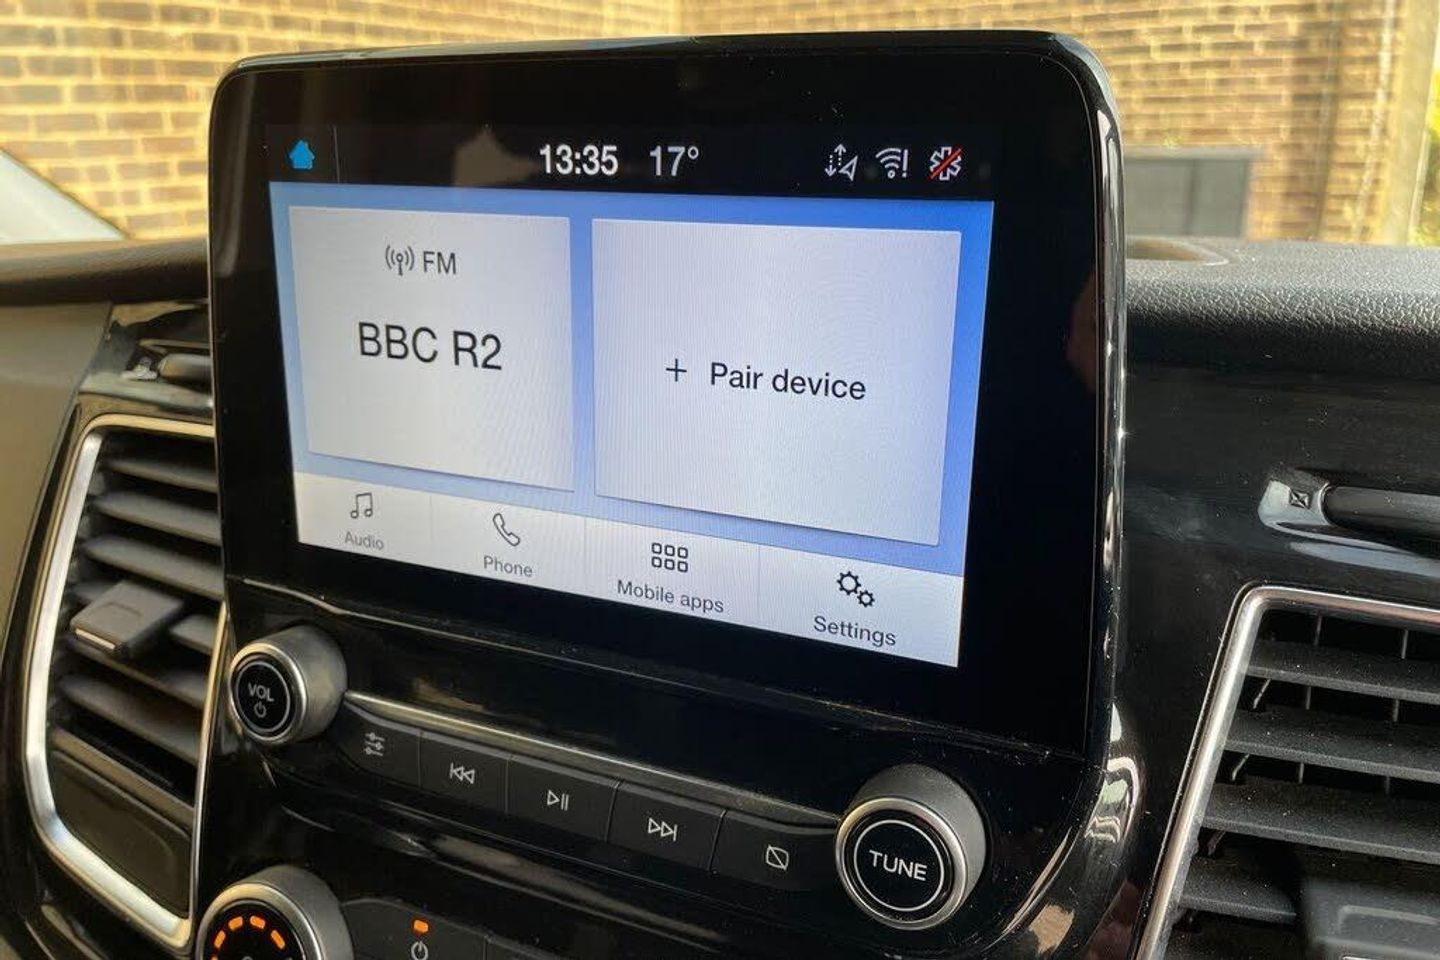 13:35 17°
FM
BBC R2
+ Pair device
Audio
Phone
Mobile apps
Settings
VOL
TUNE